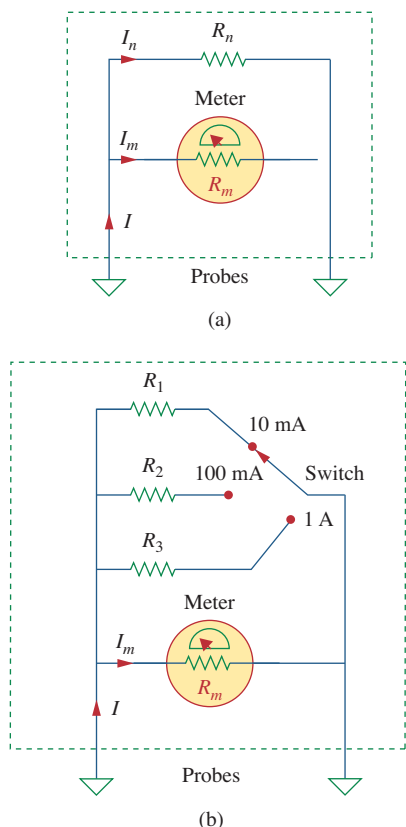 I_n
R_n
Meter
I_m
R_m
I
Probes
(a)
R_1
10 mA
R_2
100 mA
Switch
1 A
R_3
Meter
I_m
R_m
I
Probes
(b)